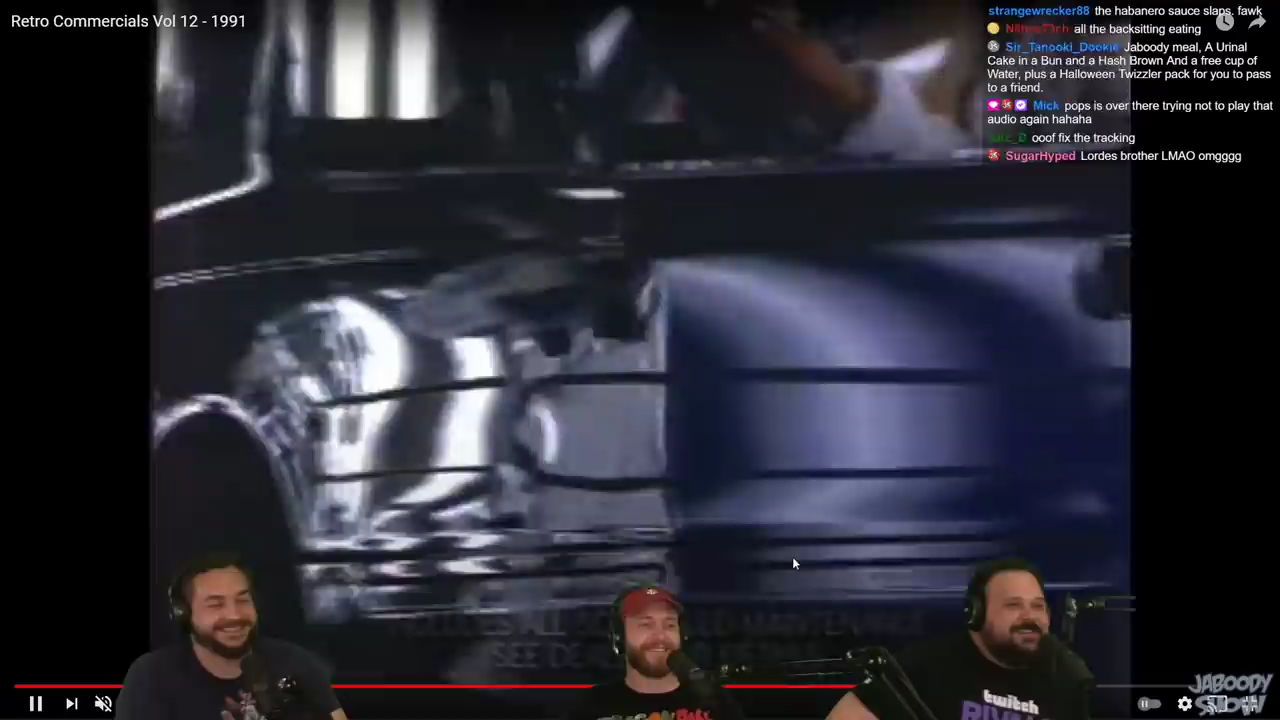 Retro Commercials Vol 12 - 1991
strangewrecker88 the habanero sauce slaps, fawk
all the backsitting eating
Sir_Tanooki_Dookie Jaboody meal, A Urinal
Cake in a Bun and a Hash Brown And a free cup of
Water, plus a Halloween Twizzler pack for you to pass
to a friend.
Mick pops is over there trying not to play that
audio again hahaha
ooof fix the tracking
SugarHyped Lordes brother LMAO omgggg
SEE DEALER
twitch
JABOODY
SHOW